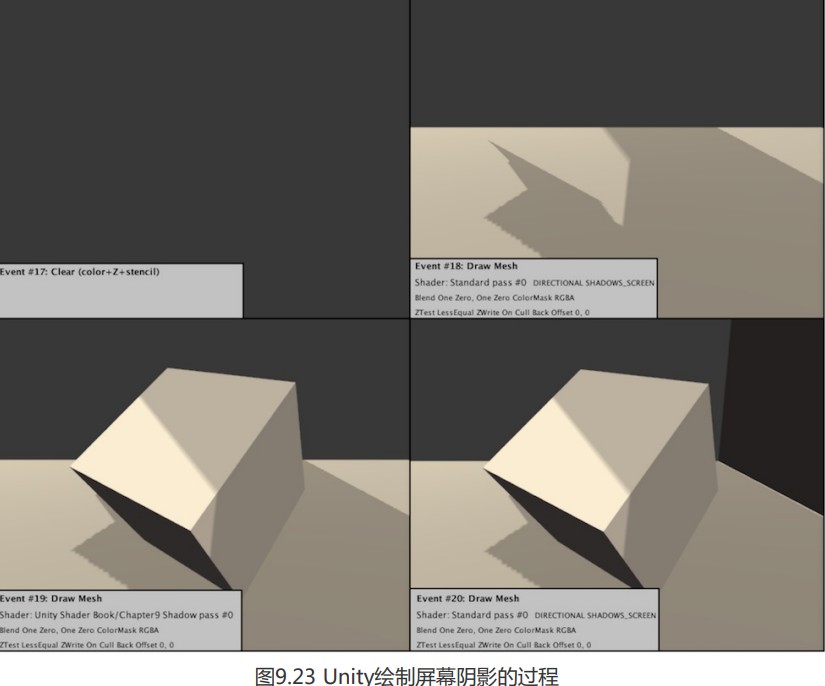 Event #17: Clear (color+Z+stencil)
Event #18: Draw Mesh
Shader: Standard pass #0 DIRECTIONAL SHADOWS_SCREEN
Blend One Zero, One Zero ColorMask RGBA
ZTest LessEqual ZWrite On Cull Back Offset 0, 0
Event #19: Draw Mesh
Shader: Unity Shader Book/Chapter9 Shadow pass #0
Blend One Zero, One Zero ColorMask RGBA
ZTest LessEqual ZWrite On Cull Back Offset 0, 0
Event #20: Draw Mesh
Shader: Standard pass #0 DIRECTIONAL SHADOWS_SCREEN
Blend One Zero, One Zero ColorMask RGBA
ZTest LessEqual ZWrite On Cull Back Offset 0, 0
图9.23 Unity绘制屏幕阴影的过程